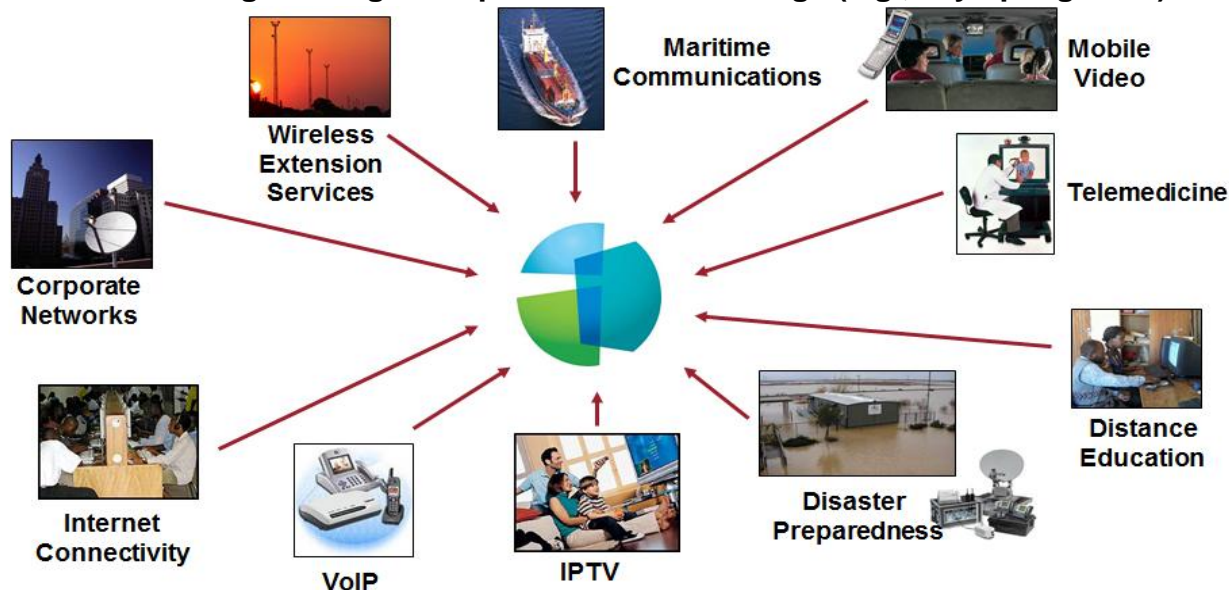 Maritime
Communications
Mobile
Video
Wireless
Extension
Services
Telemedicine
Corporate
Networks
Distance
Education
Disaster
Preparedness
Internet
Connectivity
VoIP
IPTV